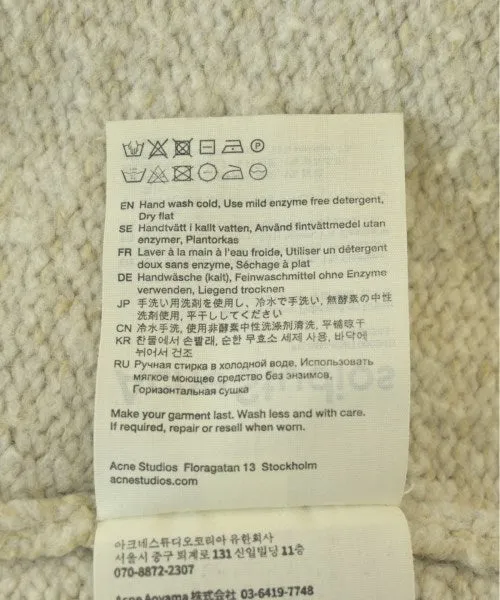 EN Hand wash cold, Use mild enzyme free detergent,
Dry flat
SE Handtvätt i kallt vatten, Använd fintvättmedel utan
enzymer, Plantorkas
FR Laver à la main à l'eau froide, Utiliser un détergent
doux sans enzyme, Séchage à plat
DE Handwäsche (kalt), Feinwaschmittel ohne Enzyme
verwenden, Liegend trocknen
JP 手洗い用洗剤を使用し、冷水で手洗い, 無酵素の中性
洗剤使用, 平干ししてください
CN 冷水手洗, 使用非酵素中性洗涤剂清洗, 平铺晾干
KR 찬물에서 손빨래, 순한 무효소 세제 사용, 바닥에
뉘어서 건조
RU Ручная стирка в холодной воде, Использовать
мягкое моющее средство без энзимов,
Горизонтальная сушка
Make your garment last. Wash less and with care.
If required, repair or resell when worn.
Acne Studios Floragatan 13 Stockholm
acnestudios.com
아크네스튜디오코리아 유한회사
서울시 중구 퇴계로 131 신일빌딩 11층
070-8872-2307
Acne Aoyama 株式会社 03-6419-7748